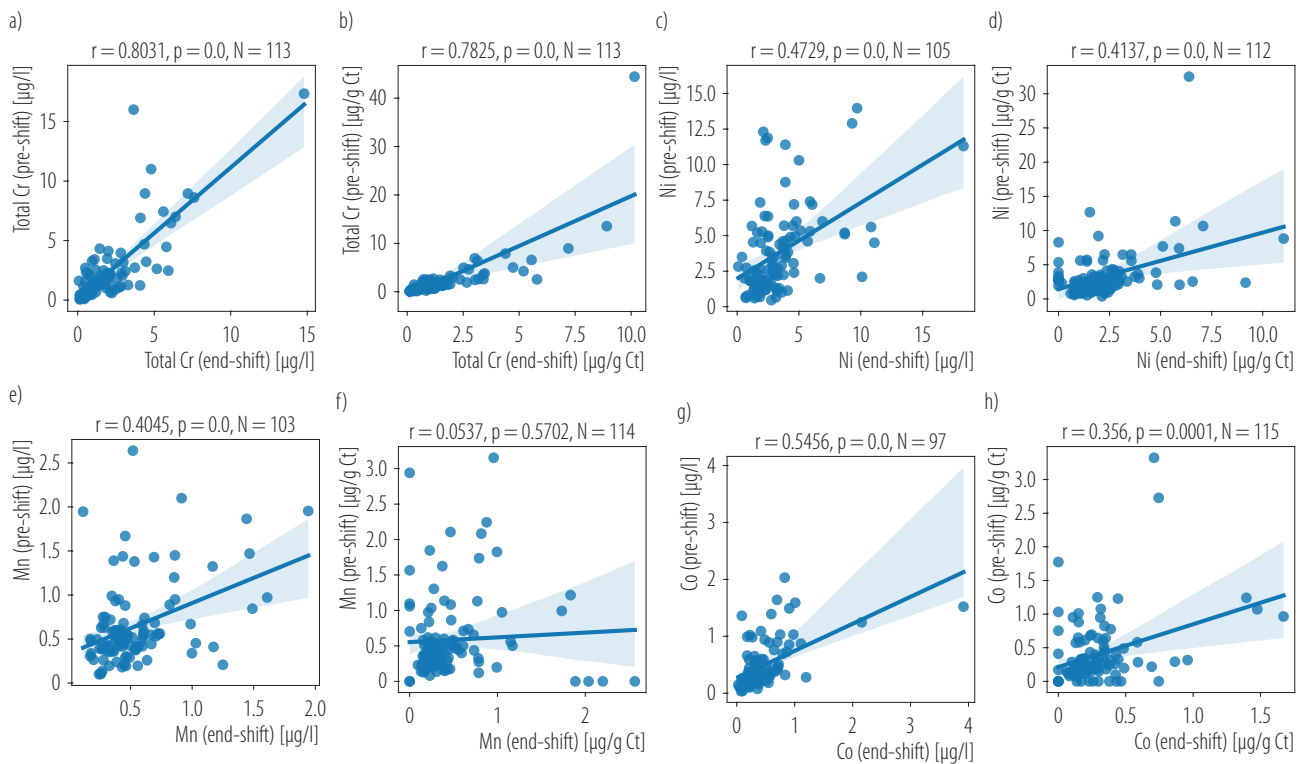 a)
r = 0.8031, p = 0.0, N = 113
Total Cr (pre-shift) [µg/l]
15
10
5
0
0
5
10
15
Total Cr (end-shift) [µg/l]
b)
r = 0.7825, p = 0.0, N = 113
Total Cr (pre-shift) [µg/g Ct]
40
30
20
10
0
0
2.5
5.0
7.5
10.0
Total Cr (end-shift) [µg/g Ct]
c)
r = 0.4729, p = 0.0, N = 105
Ni (pre-shift) [µg/l]
15.0
12.5
10.0
7.5
5.0
2.5
0
0
5
10
15
Ni (end-shift) [µg/l]
d)
r = 0.4137, p = 0.0, N = 112
Ni (pre-shift) [µg/g Ct]
30
25
20
15
10
5
0
0
2.5
5.0
7.5
10.0
Ni (end-shift) [µg/g Ct]
e)
r = 0.4045, p = 0.0, N = 103
Mn (pre-shift) [µg/l]
2.5
2.0
1.5
1.0
0.5
0
0.5
1.0
1.5
2.0
Mn (end-shift) [µg/l]
f)
r = 0.0537, p = 0.5702, N = 114
Mn (pre-shift) [µg/g Ct]
3.0
2.5
2.0
1.5
1.0
0.5
0
0
1
2
Mn (end-shift) [µg/g Ct]
g)
r = 0.5456, p = 0.0, N = 97
Co (pre-shift) [µg/l]
4
3
2
1
0
0
1
2
3
4
Co (end-shift) [µg/l]
h)
r = 0.356, p = 0.0001, N = 115
Co (pre-shift) [µg/g Ct]
3.0
2.5
2.0
1.5
1.0
0.5
0
0
0.5
1.0
1.5
Co (end-shift) [µg/g Ct]